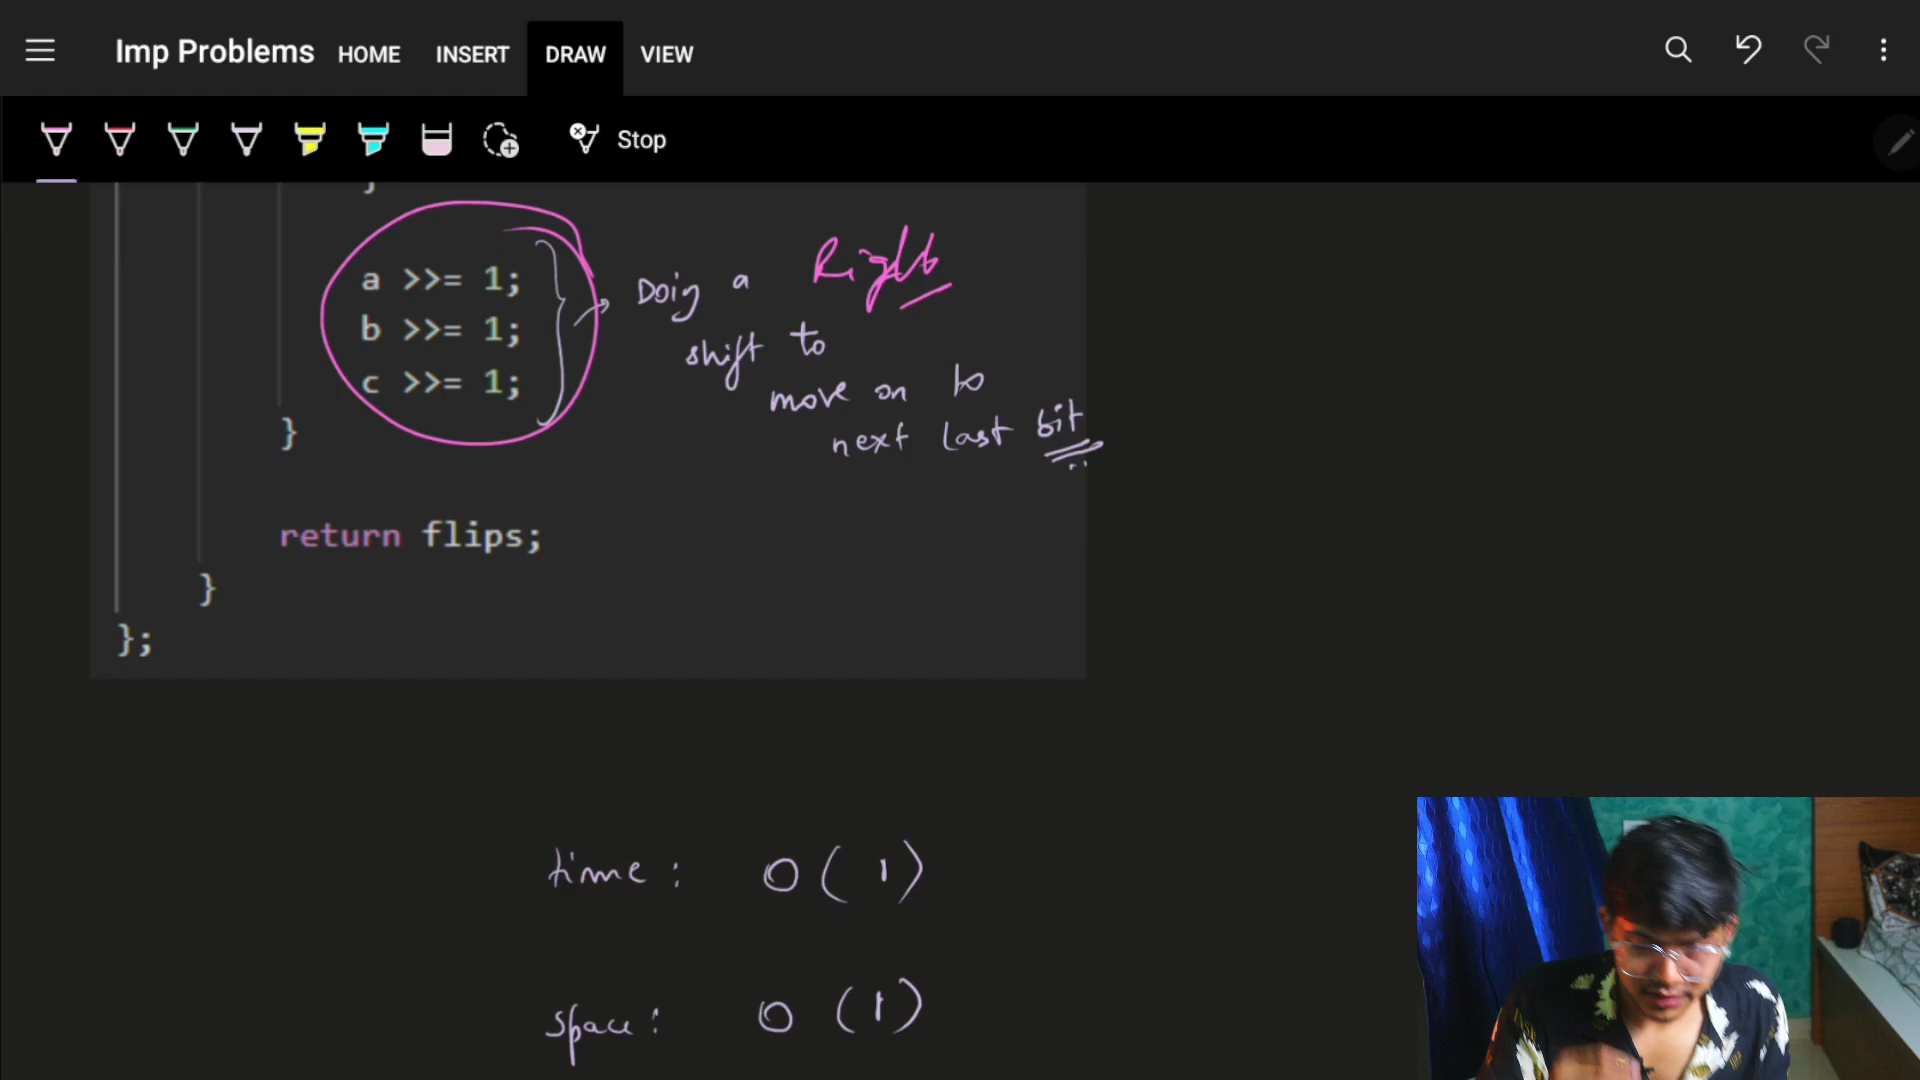 Imp Problems HOME INSERT DRAW VIEW
Stop
}
a >>= 1;
b >>= 1;
c >>= 1;
}
Doig a Right
shift to
move on to
next last bit
return flips;
}
};
time: O(1)
space: O(1)